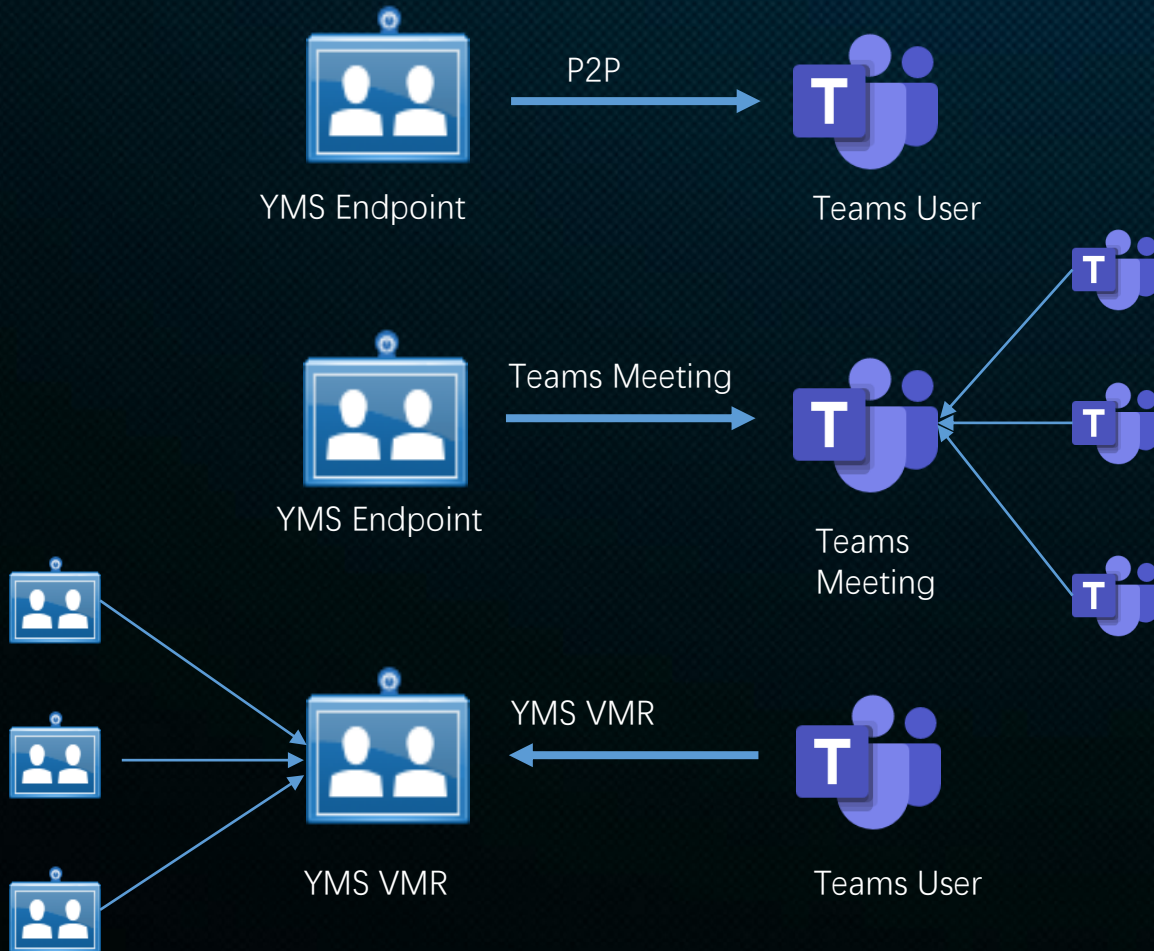 P2P
YMS Endpoint
Teams User
T
T
Teams Meeting
T
T
YMS Endpoint
Teams
Meeting
T
YMS VMR
T
YMS VMR
Teams User